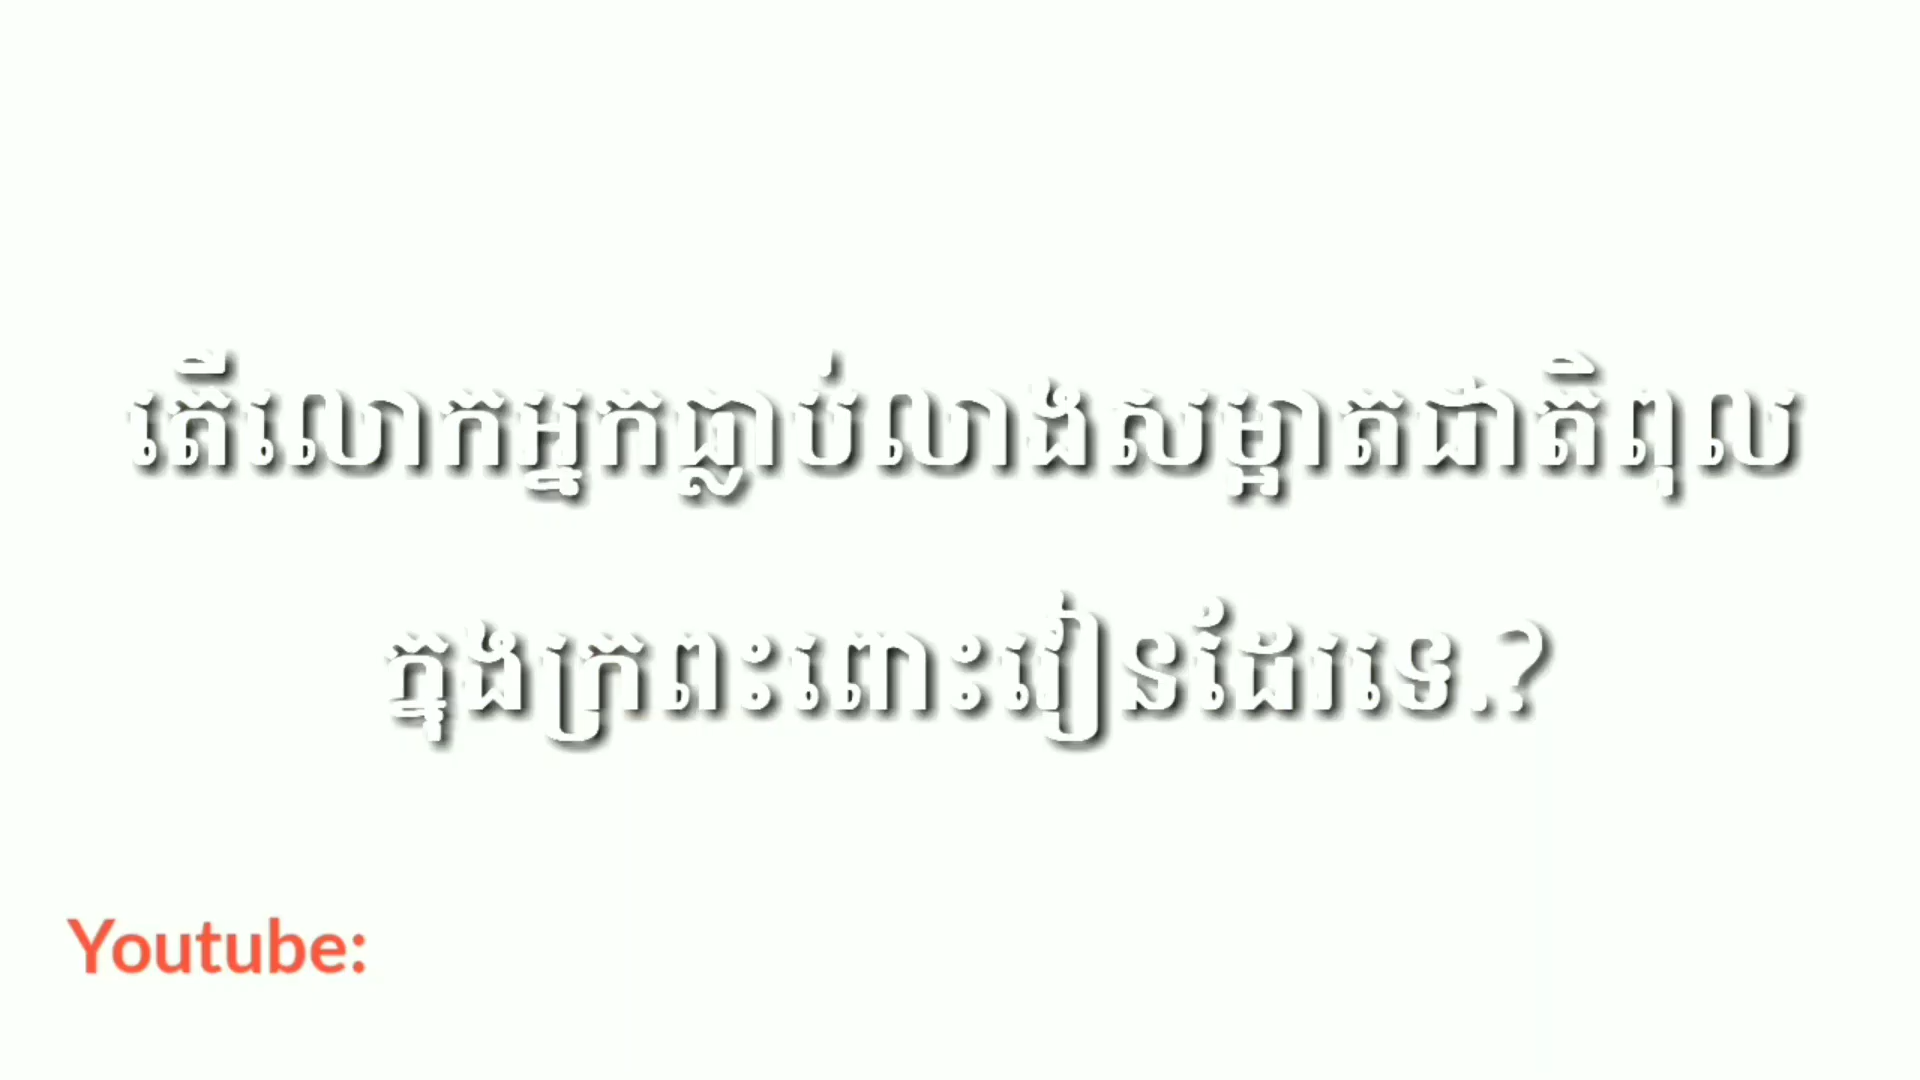 តើលោកអ្នកធ្លាប់លាងសម្អាតជាតិពុល
ក្នុងក្រពះពោះវៀនដែរទេ.?
Youtube: